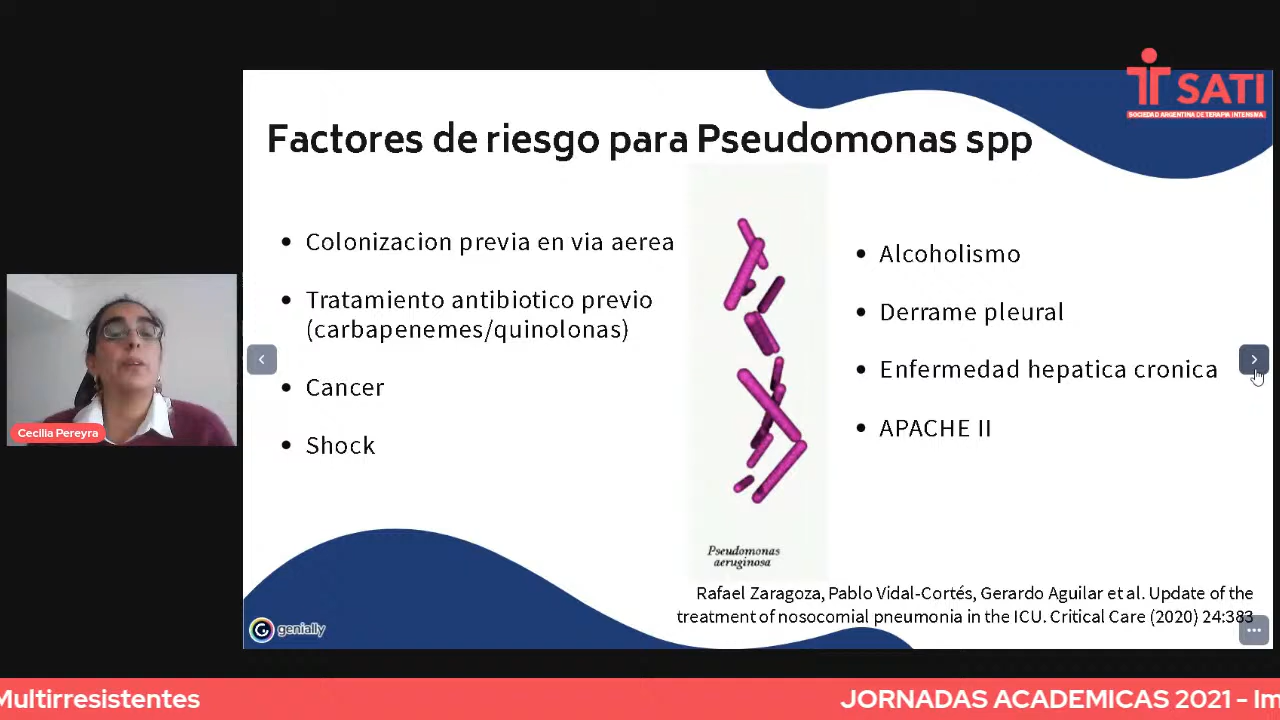 SATI
SOCIEDAD ARGENTINA DE TERAPIA INTENSIVA
Factores de riesgo para Pseudomonas spp
Colonizacion previa en via aerea
Tratamiento antibiotico previo
(carbapenemes/quinolonas)
Cancer
Shock
Alcoholismo
Derrame pleural
Enfermedad hepatica cronica
APACHE II
Pseudomonas
aeruginosa
Cecilia Pereyra
Rafael Zaragoza, Pablo Vidal-Cortés, Gerardo Aguilar et al. Update of the
treatment of nosocomial pneumonia in the ICU. Critical Care (2020) 24:383
genially
Multirresistentes
JORNADAS ACADEMICAS 2021 - Im